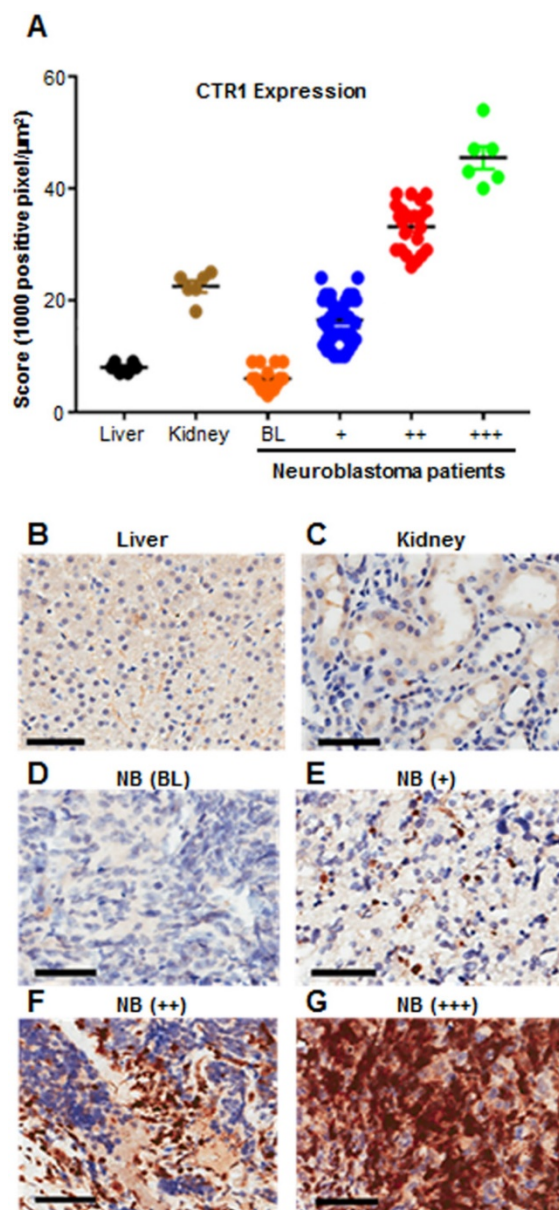 A
CTR1 Expression
Score (1000 positive pixel/µm²)
60
40
20
0
Liver Kidney BL + ++ +++
Neuroblastoma patients
B Liver
C Kidney
D NB (BL)
E NB (+)
F NB (++)
G NB (+++)